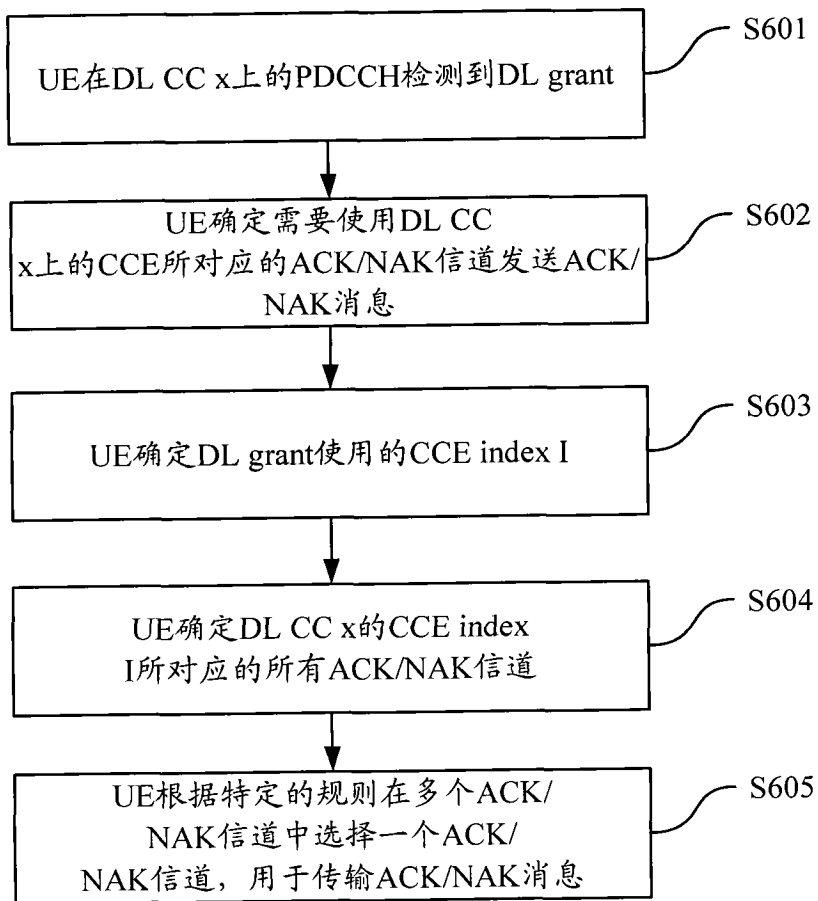 S601
UE在DL CC x上的PDCCH检测到DL grant
S602
UE确定需要使用DL CC
x上的CCE所对应的ACK/NAK信道发送ACK/
NAK消息
S603
UE确定DL grant使用的CCE index I
S604
UE确定DL CC x的CCE index
I所对应的所有ACK/NAK信道
S605
UE根据特定的规则在多个ACK/
NAK信道中选择一个ACK/
NAK信道，用于传输ACK/NAK消息